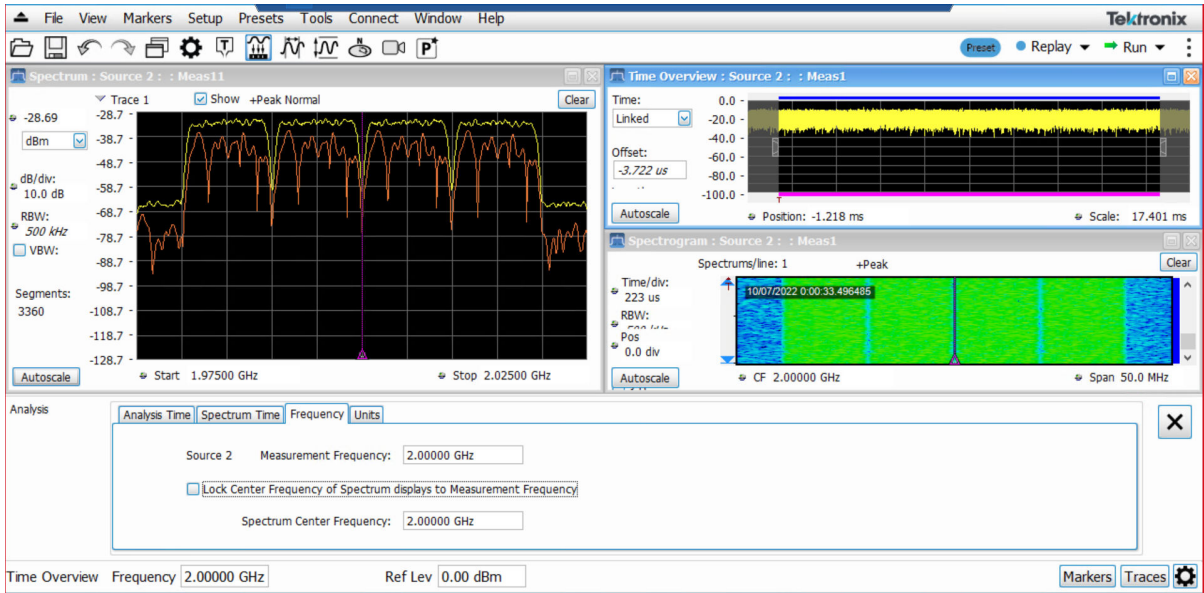 File View Markers Setup Presets Tools Connect Window Help
Tektronix
T
N
P
Preset
Replay
Run
Spectrum : Source 2 : : Meas11
Trace 1
Show
+Peak Normal
Clear
-28.69
dBm
dB/div:
10.0 dB
RBW:
500 kHz
VBW:
Segments:
3360
Autoscale
-28.7
-38.7
-48.7
-58.7
-68.7
-78.7
-88.7
-98.7
-108.7
-118.7
-128.7
Start 1.97500 GHz
Stop 2.02500 GHz
Time Overview : Source 2 : : Meas1
Time:
Linked
Offset:
-3.722 us
Autoscale
0.0
-20.0
-40.0
-60.0
-80.0
-100.0
T
Position: -1.218 ms
Scale: 17.401 ms
Spectrogram : Source 2 : : Meas1
Spectrums/line: 1
+Peak
Clear
Time/div:
223 us
RBW:
Pos
0.0 div
Autoscale
10/07/2022 0:00:33.496485
CF 2.00000 GHz
Span 50.0 MHz
Analysis
Analysis Time
Spectrum Time
Frequency
Units
Source 2 Measurement Frequency: 2.00000 GHz
Lock Center Frequency of Spectrum displays to Measurement Frequency
Spectrum Center Frequency: 2.00000 GHz
Time Overview Frequency 2.00000 GHz Ref Lev 0.00 dBm
Markers Traces